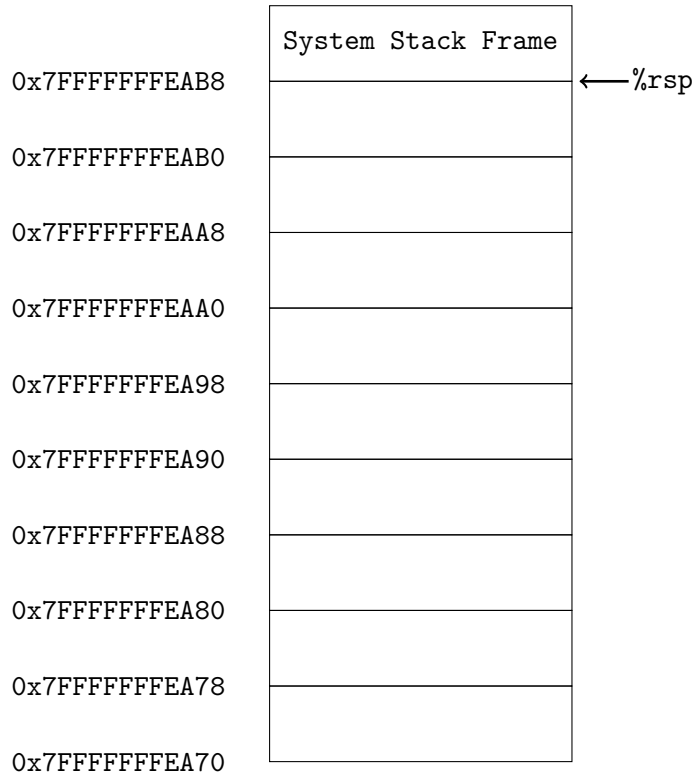 System Stack Frame
0x7FFFFFFFEAB8 %rsp
0x7FFFFFFFEAB0
0x7FFFFFFFEAA8
0x7FFFFFFFEAA0
0x7FFFFFFFEA98
0x7FFFFFFFEA90
0x7FFFFFFFEA88
0x7FFFFFFFEA80
0x7FFFFFFFEA78
0x7FFFFFFFEA70